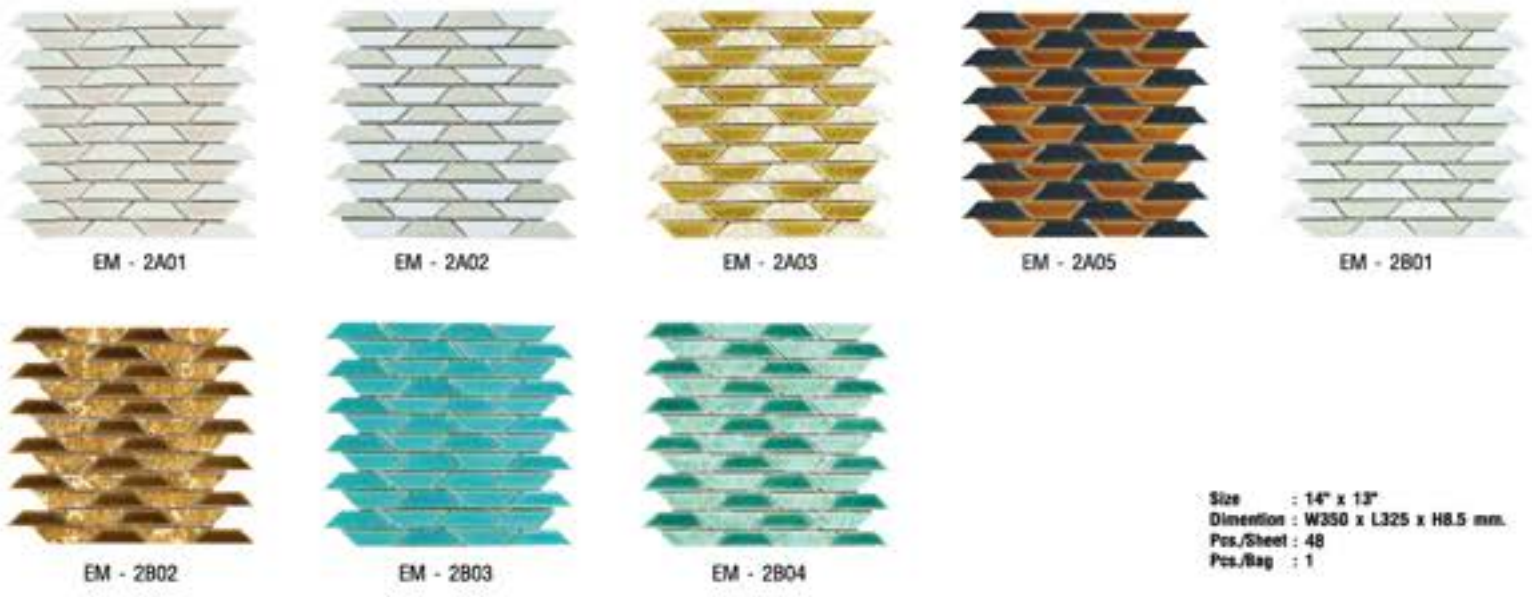 EM - 2A01
EM - 2A02
EM - 2A03
EM - 2A05
EM - 2B01
EM - 2B02
EM - 2B03
EM - 2B04
Size : 14" x 13"
Dimention : W350 x L325 x H8.5 mm.
Pcs./Sheet : 48
Pcs./Bag : 1